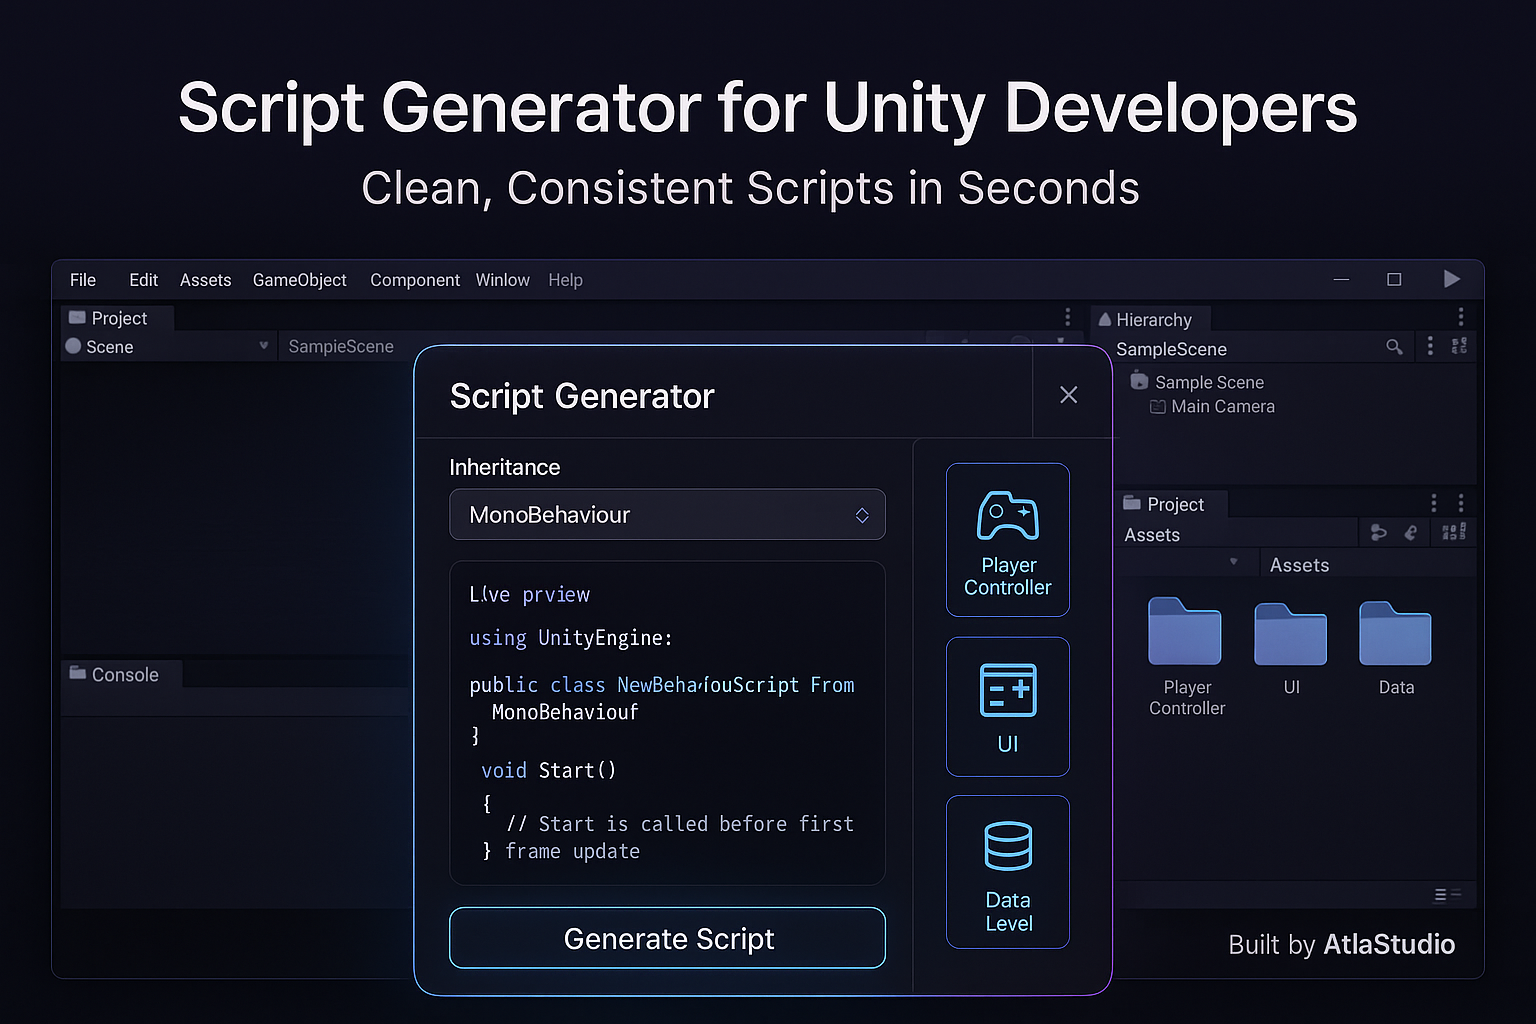 Script Generator for Unity Developers
Clean, Consistent Scripts in Seconds
File Edit Assets GameObject Component Winlow Help
Project
Scene
SampieScene
Hierarchy
SampleScene
Sample Scene
Main Camera
Script Generator
Inheritance
MonoBehaviour
Live prview
using UnityEngine:
public class NewBehavfouScript From
MonoBehaviouf
}
void Start()
{
// Start is called before first
} frame update
Generate Script
Player
Controller
UI
Data
Level
Console
Project
Assets
Assets
Player
Controller
UI
Data
Built by AtlaStudio